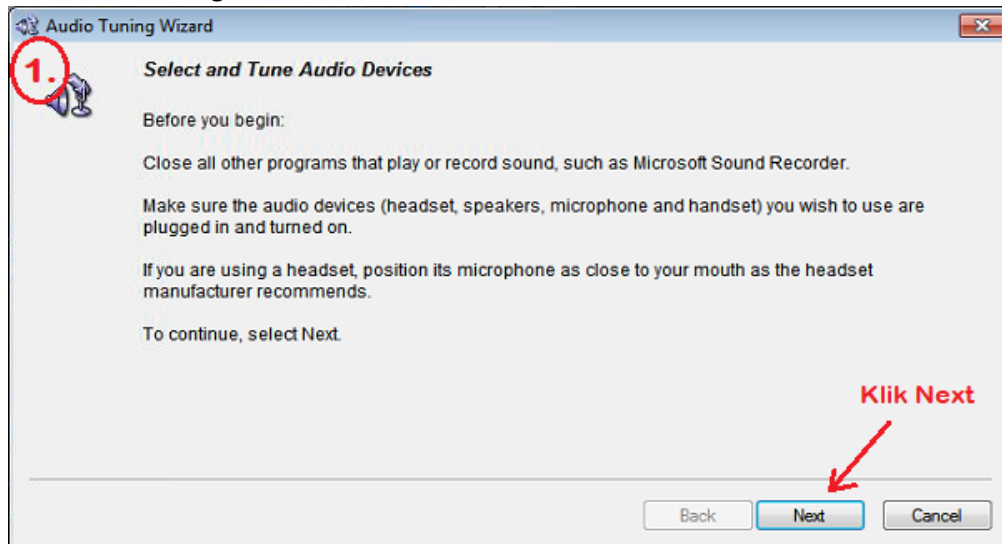 Audio Tuning Wizard
1.
Select and Tune Audio Devices
Before you begin:
Close all other programs that play or record sound, such as Microsoft Sound Recorder.
Make sure the audio devices (headset, speakers, microphone and handset) you wish to use are
plugged in and turned on.
If you are using a headset, position its microphone as close to your mouth as the headset
manufacturer recommends.
To continue, select Next.
Klik Next
Back Next Cancel